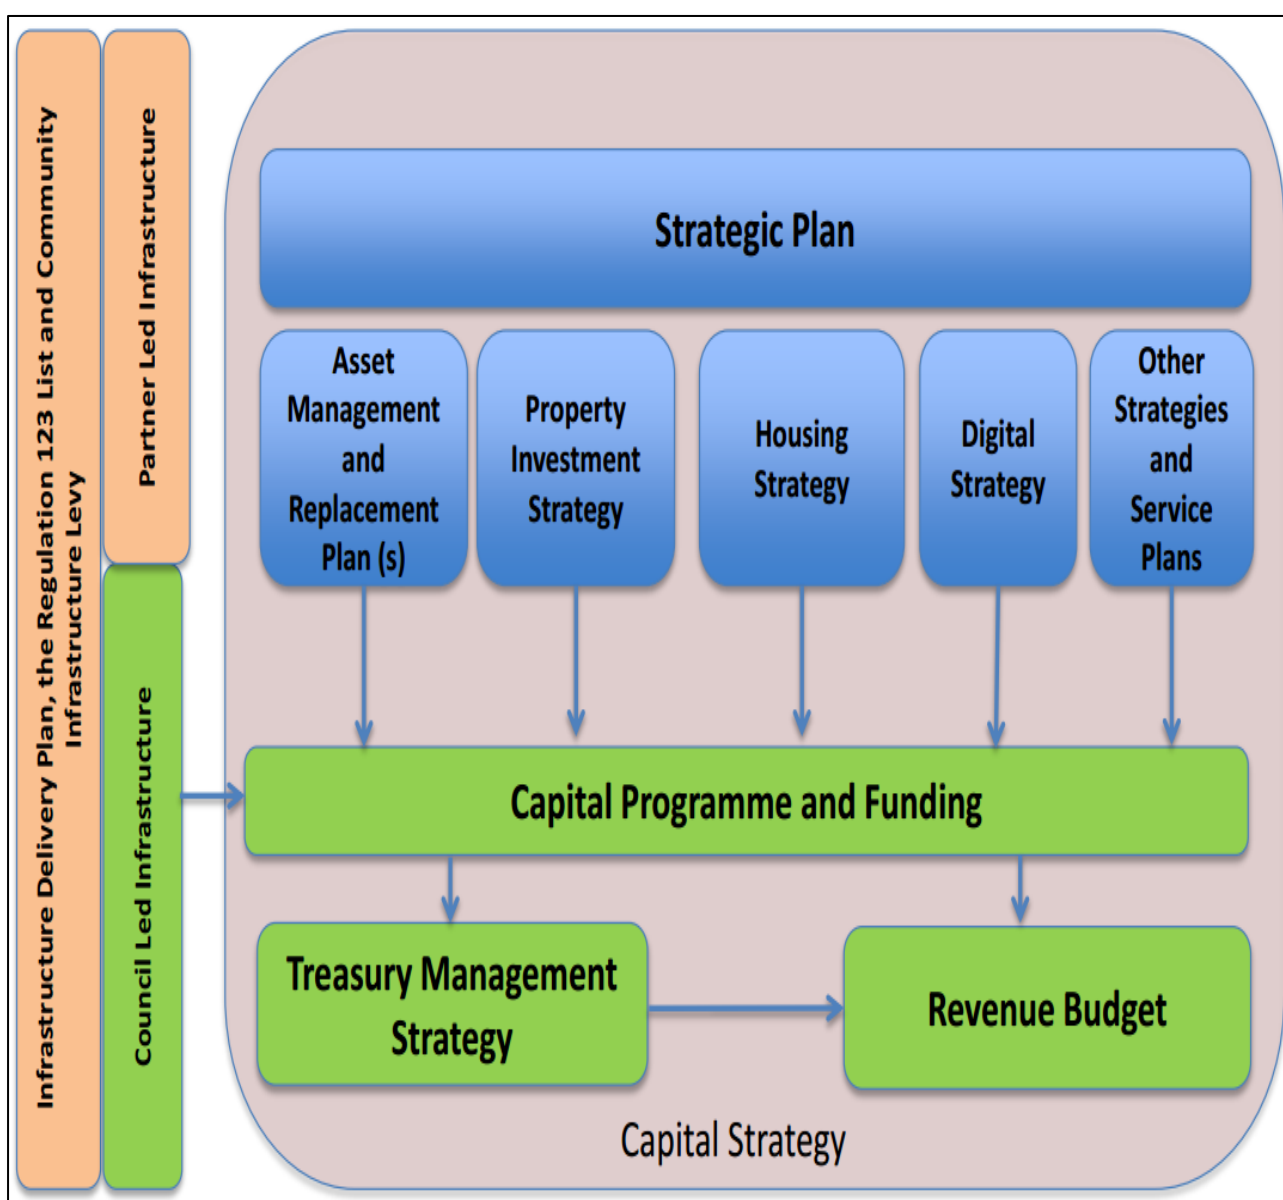 Infrastructure Delivery Plan, the Regulation 123 List and Community
Infrastructure Levy
Partner Led Infrastructure
Council Led Infrastructure
Strategic Plan
Asset
Management
and
Replacement
Plan (s)
Property
Investment
Strategy
Housing
Strategy
Digital
Strategy
Other
Strategies
and
Service
Plans
Capital Programme and Funding
Treasury Management
Strategy
Revenue Budget
Capital Strategy